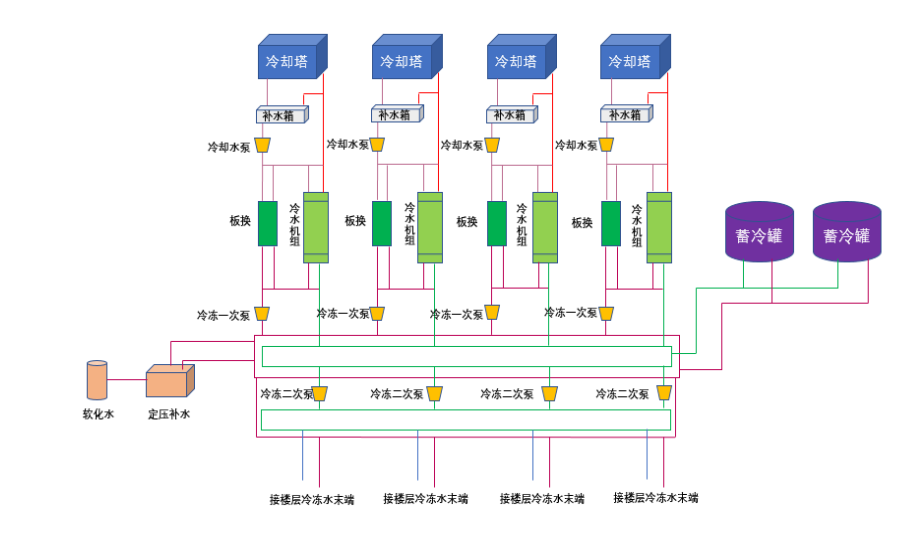 冷却塔 冷却塔 冷却塔 冷却塔
补水箱 补水箱 补水箱 补水箱
冷却水泵 冷却水泵 冷却水泵 冷却水泵
板换 冷水机组 板换 冷水机组 板换 冷水机组 板换 冷水机组
蓄冷罐 蓄冷罐
冷冻一次泵 冷冻一次泵 冷冻一次泵 冷冻一次泵
冷冻二次泵 冷冻二次泵 冷冻二次泵 冷冻二次泵
软化水 定压补水
接楼层冷冻水末端 接楼层冷冻水末端 接楼层冷冻水末端 接楼层冷冻水末端